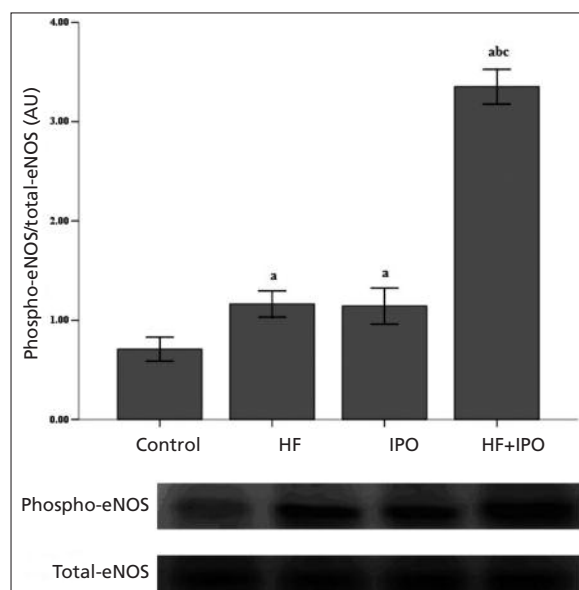 4.00
abc
3.00
Phospho-eNOS/total-eNOS (AU)
2.00
a a
1.00
0.00
Control HF IPO HF+IPO
Phospho-eNOS
Total-eNOS